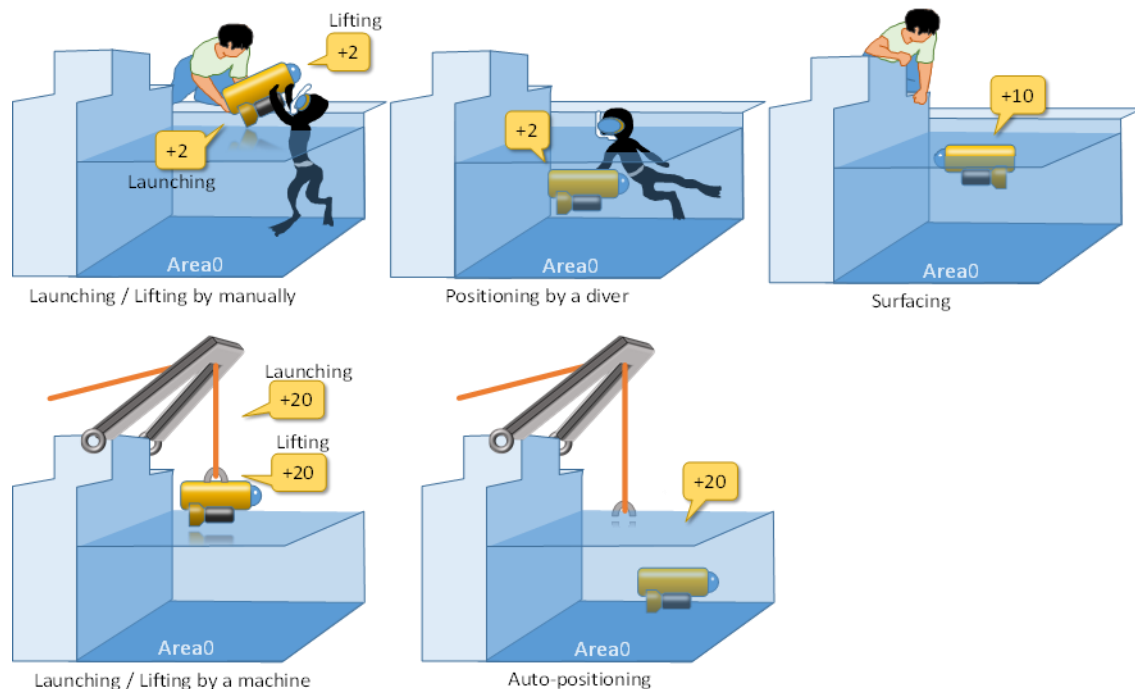 Lifting
+2
+2
Launching
Area0
Launching / Lifting by manually
+2
Area0
Positioning by a diver
+10
Area0
Surfacing
Launching
+20
Lifting
+20
Area0
Launching / Lifting by a machine
+20
Area0
Auto-positioning